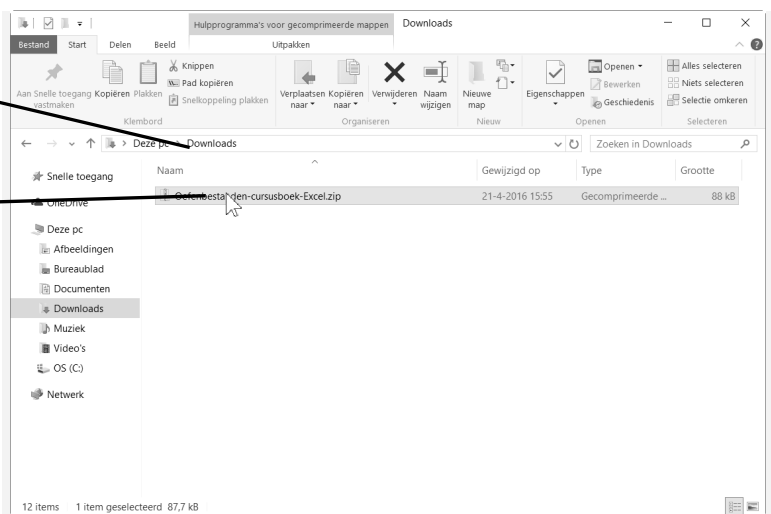 Hulpprogramma's voor gecomprimeerde mappen Downloads
Bestand Start Delen Beeld Uitpakken
Aan Snelle toegang vastmaken
Kopiëren
Plakken
Knippen
Pad kopiëren
Snelkoppeling plakken
Klembord
Verplaatsen naar
Kopiëren naar
Verwijderen
Naam wijzigen
Organiseren
Nieuwe map
Nieuw
Eigenschappen
Openen
Bewerken
Geschiedenis
Openen
Alles selecteren
Niets selecteren
Selectie omkeren
Selecteren
Deze pc > Downloads
Zoeken in Downloads
Naam Gewijzigd op Type Grootte
Oefenbestanden-cursusboek-Excel.zip 21-4-2016 15:55 Gecomprimeerde ... 88 kB
Snelle toegang
OneDrive
Deze pc
Afbeeldingen
Bureaublad
Documenten
Downloads
Muziek
Video's
OS (C:)
Netwerk
12 items 1 item geselecteerd 87,7 kB